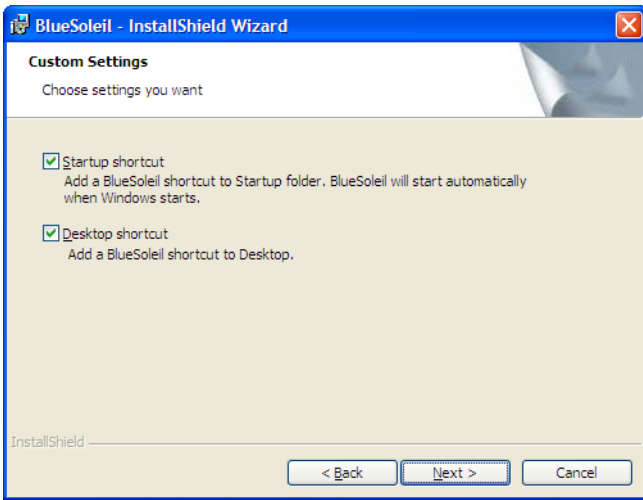 BlueSoleil - InstallShield Wizard
Custom Settings
Choose settings you want
Startup shortcut
Add a BlueSoleil shortcut to Startup folder. BlueSoleil will start automatically
when Windows starts.
Desktop shortcut
Add a BlueSoleil shortcut to Desktop.
InstallShield
< Back Next > Cancel